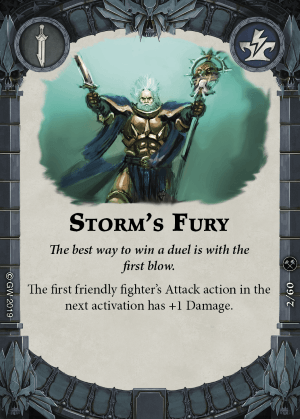 STORM'S FURY
The best way to win a duel is with the
first blow.
The first friendly fighter's Attack action in the
next activation has +1 Damage.
© GW 2019
2/60